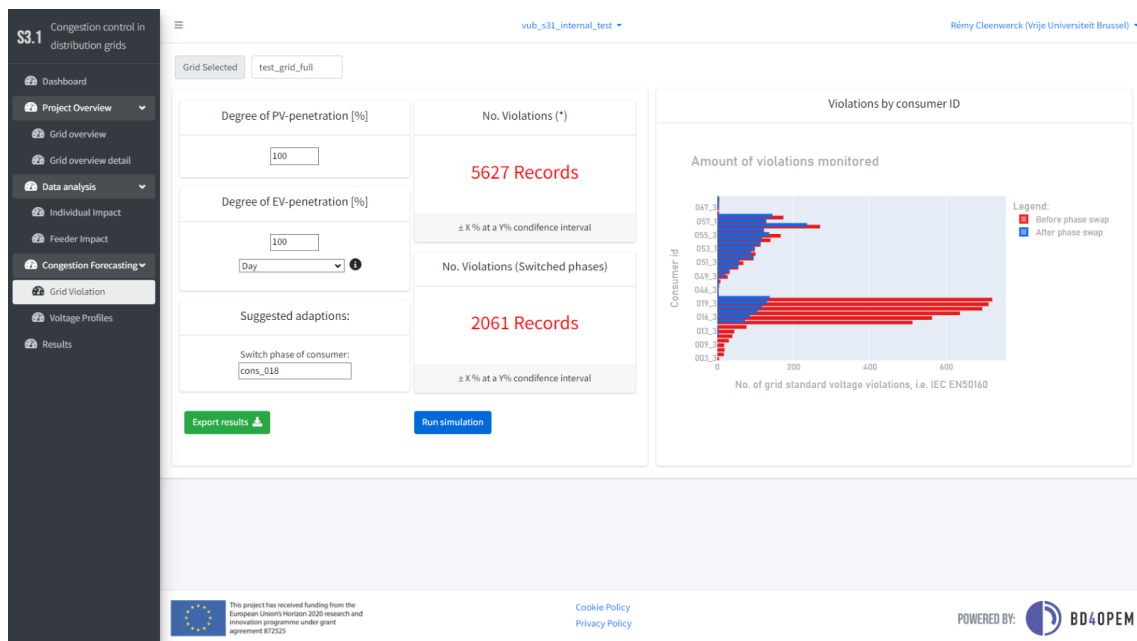 S3.1
Congestion control in
distribution grids
Dashboard
Project Overview
Grid overview
Grid overview detail
Data analysis
Individual Impact
Feeder Impact
Congestion Forecasting
Grid Violation
Voltage Profiles
Results
vub_s31_internal_test
Rémy Cleenwerck (Vrije Universiteit Brussel)
Grid Selected
test_grid_full
Degree of PV-penetration [%]
100
Degree of EV-penetration [%]
100
Day
Suggested adaptions:
Switch phase of consumer:
cons_018
Export results
No. Violations (*)
5627 Records
± X % at a Y% condifence interval
No. Violations (Switched phases)
2061 Records
± X % at a Y% condifence interval
Run simulation
Violations by consumer ID
Amount of violations monitored
Consumer id
067_3
057_1
055_3
053_1
051_3
049_3
046_3
019_3
016_3
013_3
009_3
003_3
0
200
400
600
No. of grid standard voltage violations, i.e. IEC EN50160
Legend:
Before phase swap
After phase swap
This project has received funding from the
European Union's Horizon 2020 research and
innovation programme under grant
agreement 872525
Cookie Policy
Privacy Policy
POWERED BY:
BD4OPEM